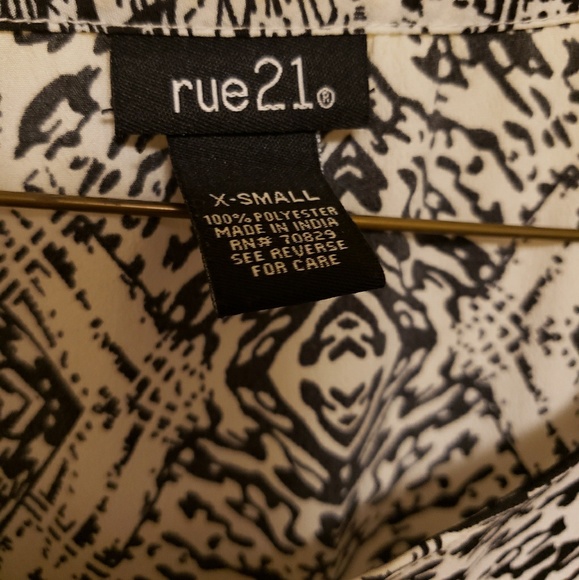 rue21®
X-SMALL
100% POLYESTER
MADE IN INDIA
RN# 70829
SEE REVERSE
FOR CARE